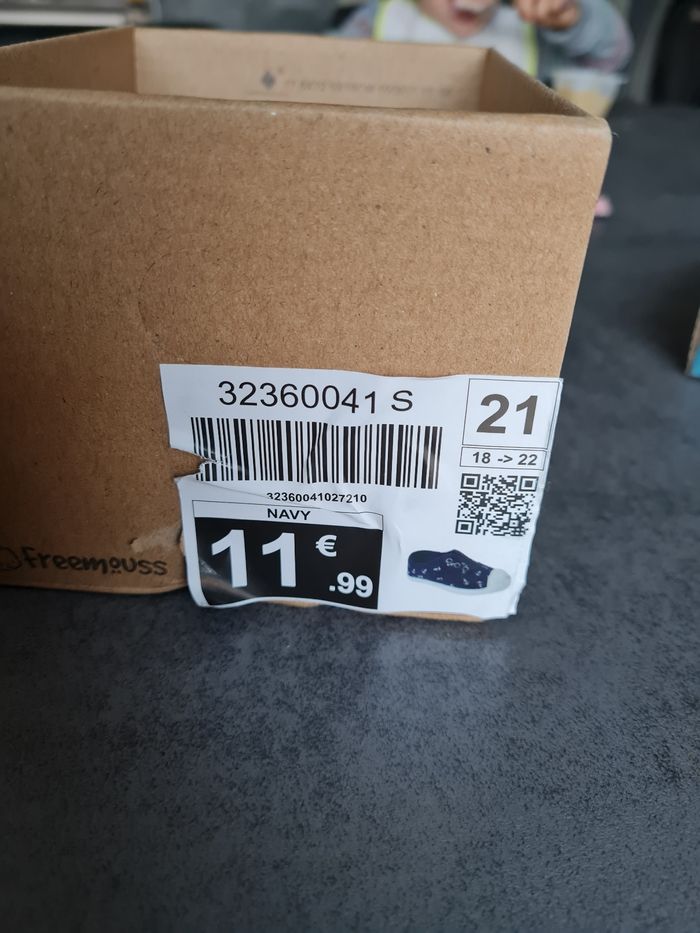 32360041 S
21
18 -> 22
32360041027210
NAVY
11 €
.99
Freemouss